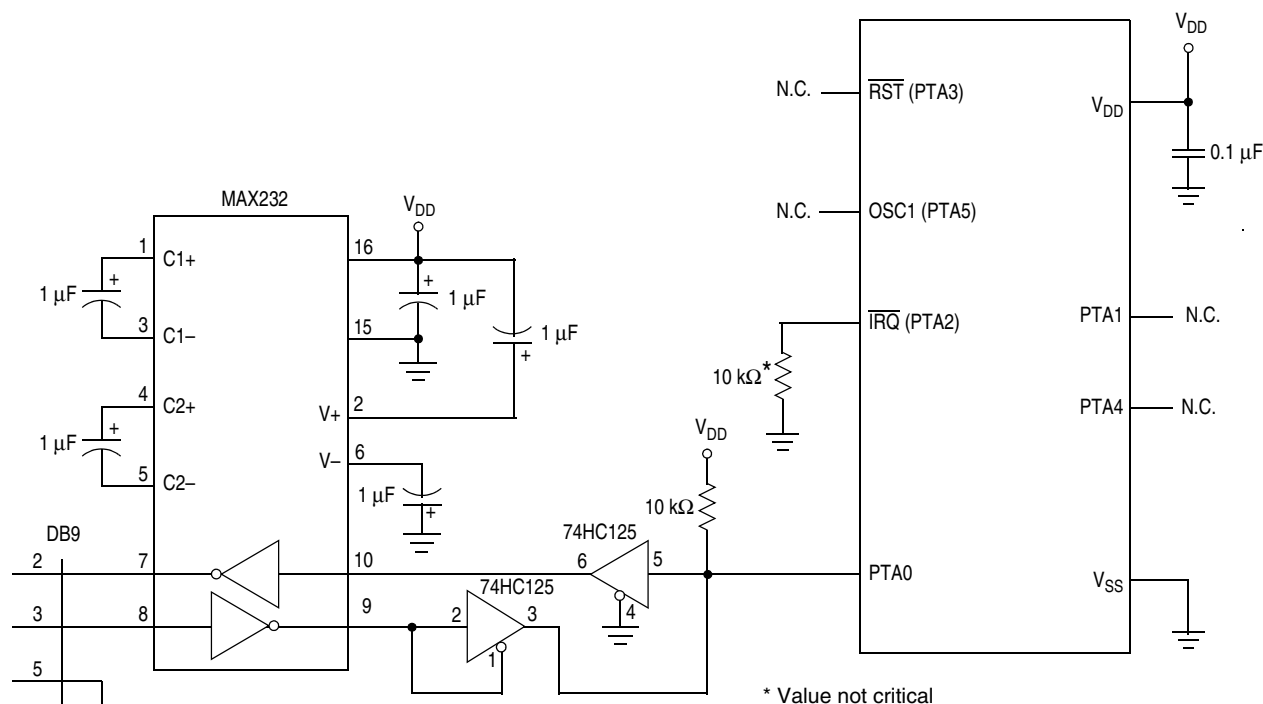 V_DD
N.C.
RST (PTA3)
V_DD
0.1 µF
MAX232
V_DD
N.C.
OSC1 (PTA5)
1
C1+
16
+
1 µF
+
1 µF
3
C1–
15
1 µF
+
IRQ (PTA2)
PTA1
N.C.
10 kΩ*
4
C2+
V+
2
PTA4
N.C.
+
1 µF
V_DD
V–
6
5
C2–
1 µF
+
10 kΩ
DB9
74HC125
2
7
10
6
5
PTA0
V_SS
74HC125
4
3
8
9
2
3
1
5
* Value not critical